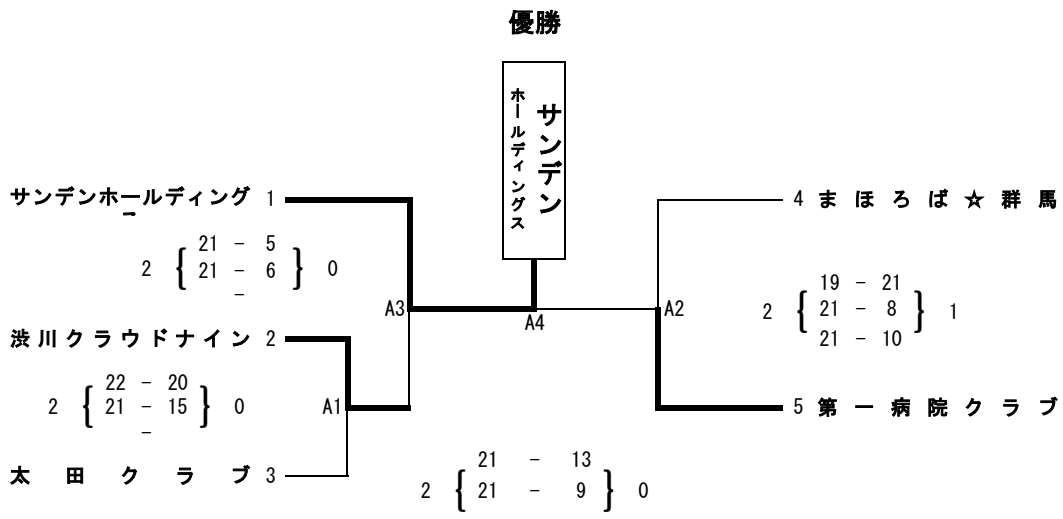 優勝
サンデン
ホールディングス
サンデンホールディング 1
4 まほろば☆群馬
21 - 5
2 { 21 - 6 } 0
-
19 - 21
2 { 21 - 8 } 1
21 - 10
A3
A4
A2
渋川クラウドナイン 2
22 - 20
2 { 21 - 15 } 0
-
A1
5 第一病院クラブ
太田クラブ 3
21 - 13
2 { 21 - 9 } 0